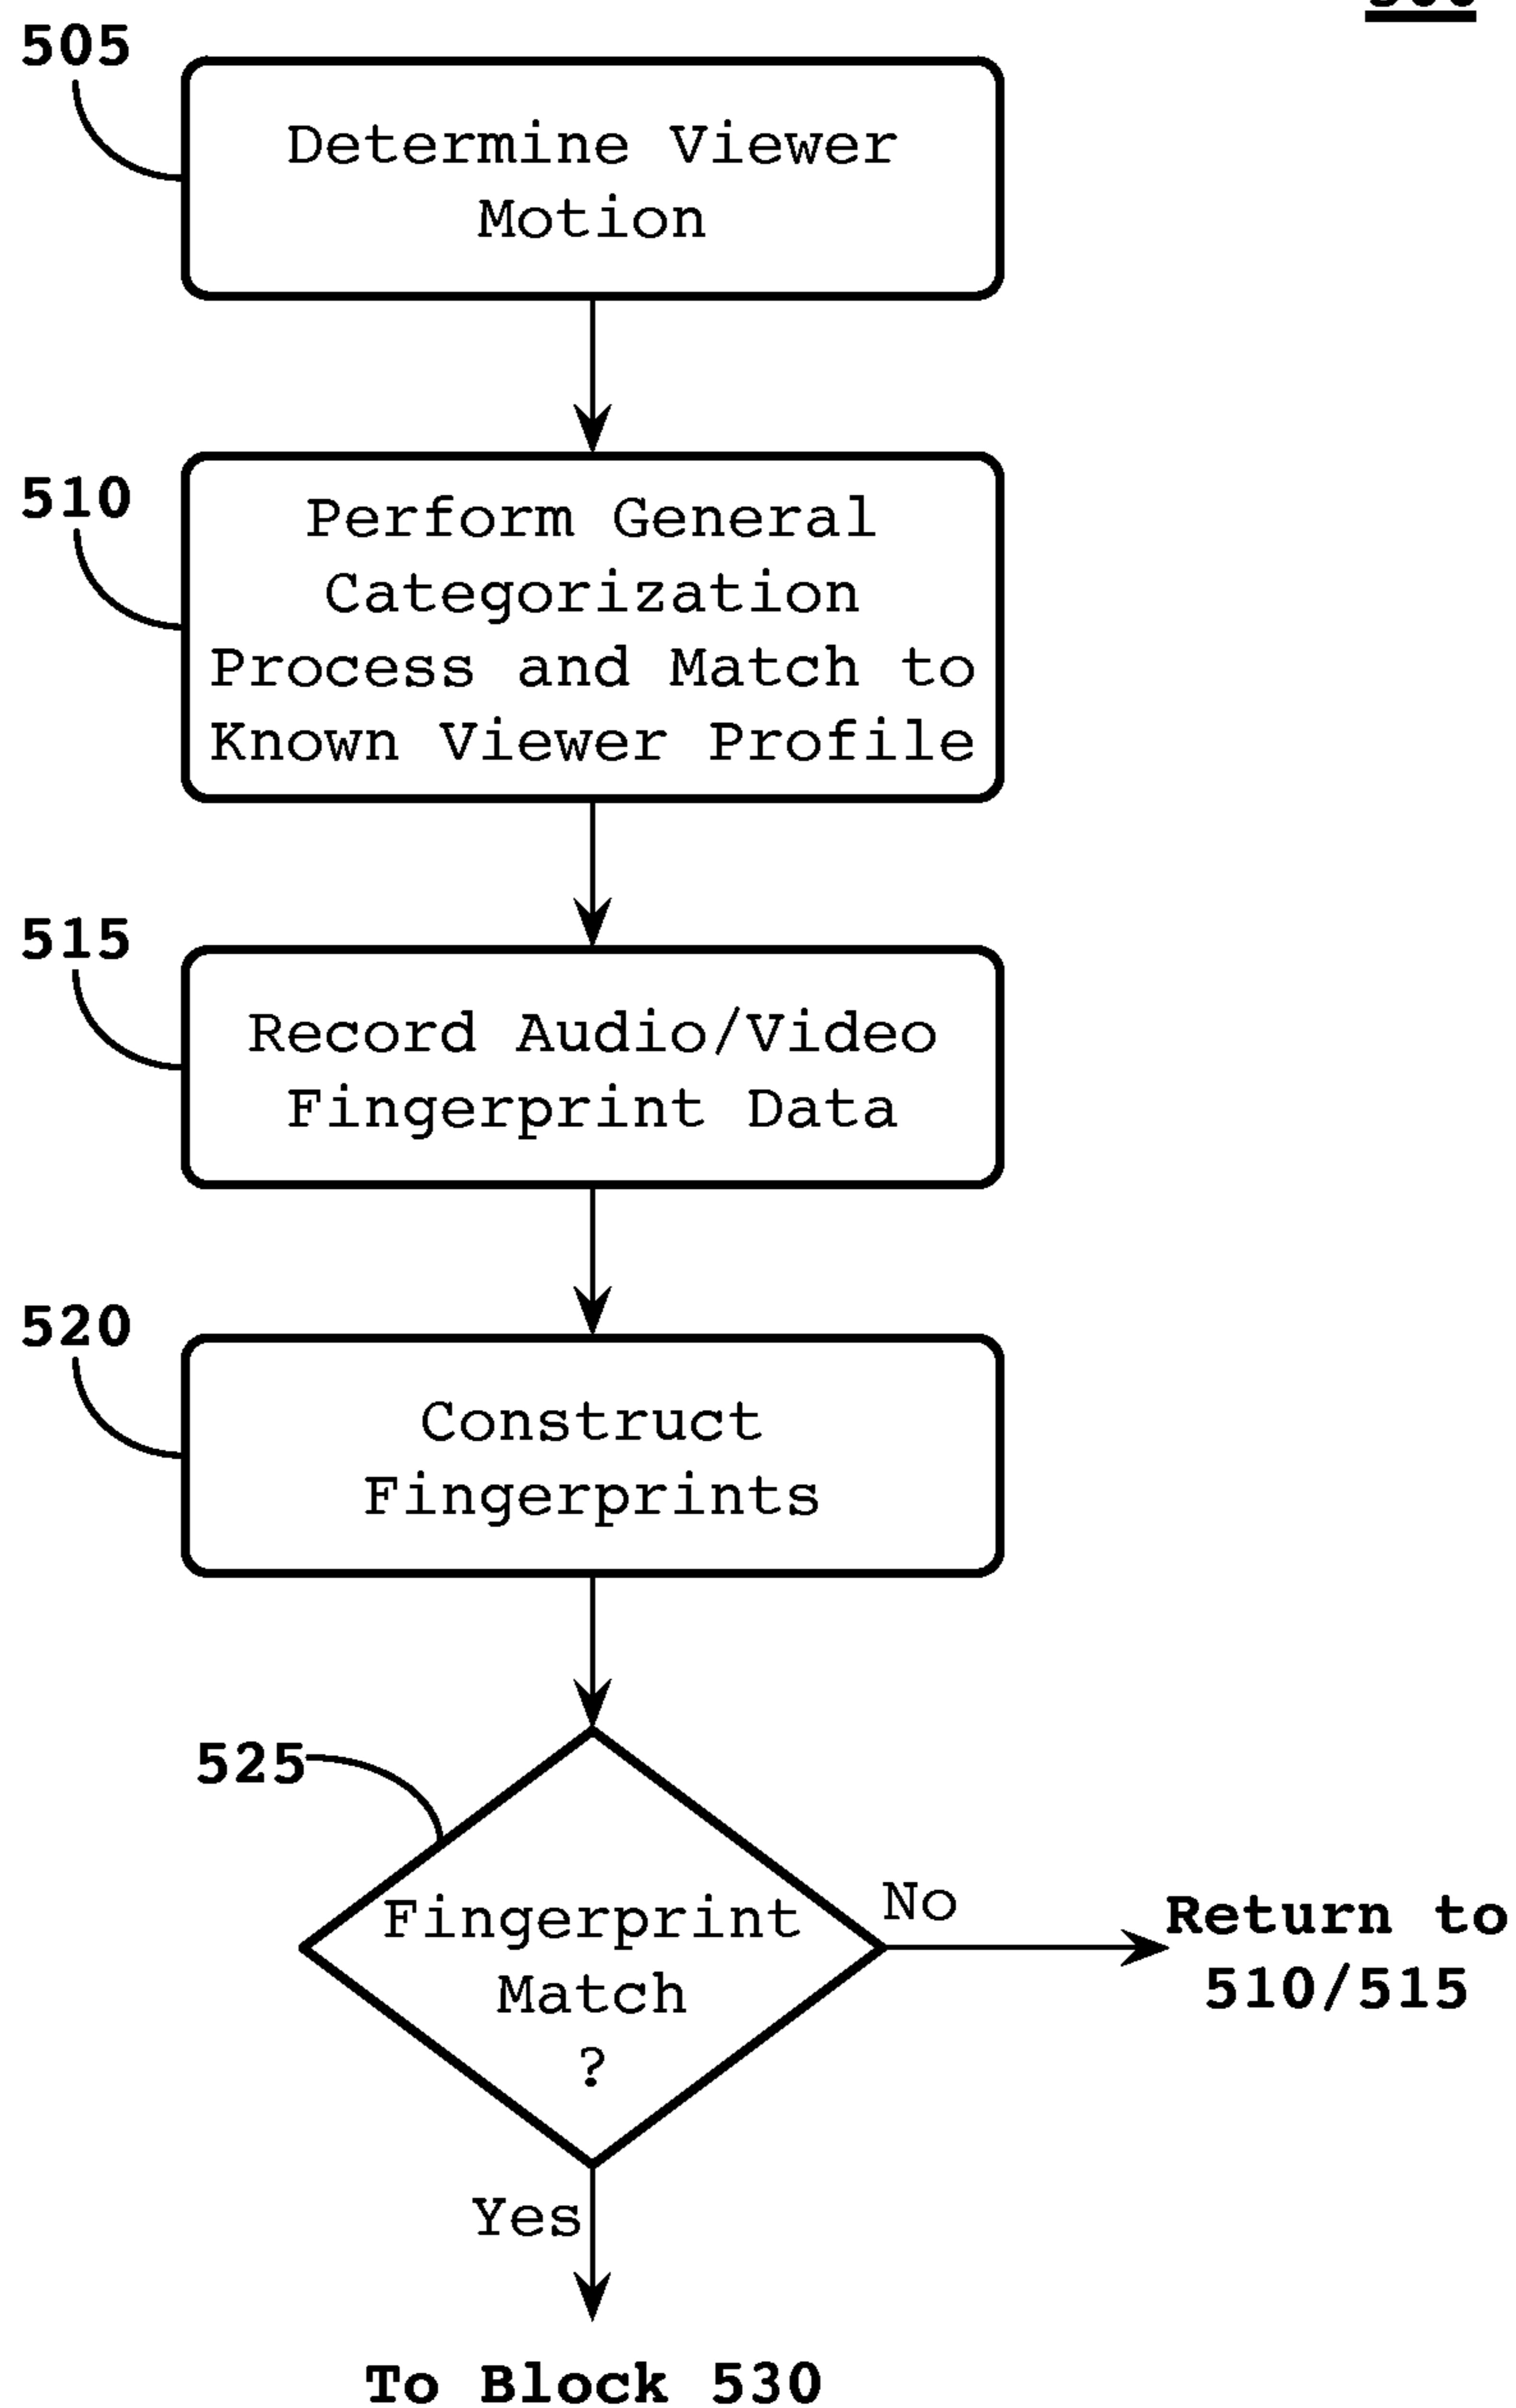 505
Determine Viewer
Motion
510
Perform General
Categorization
Process and Match to
Known Viewer Profile
515
Record Audio/Video
Fingerprint Data
520
Construct
Fingerprints
525
Fingerprint
Match
?
No
Return to
510/515
Yes
To Block 530